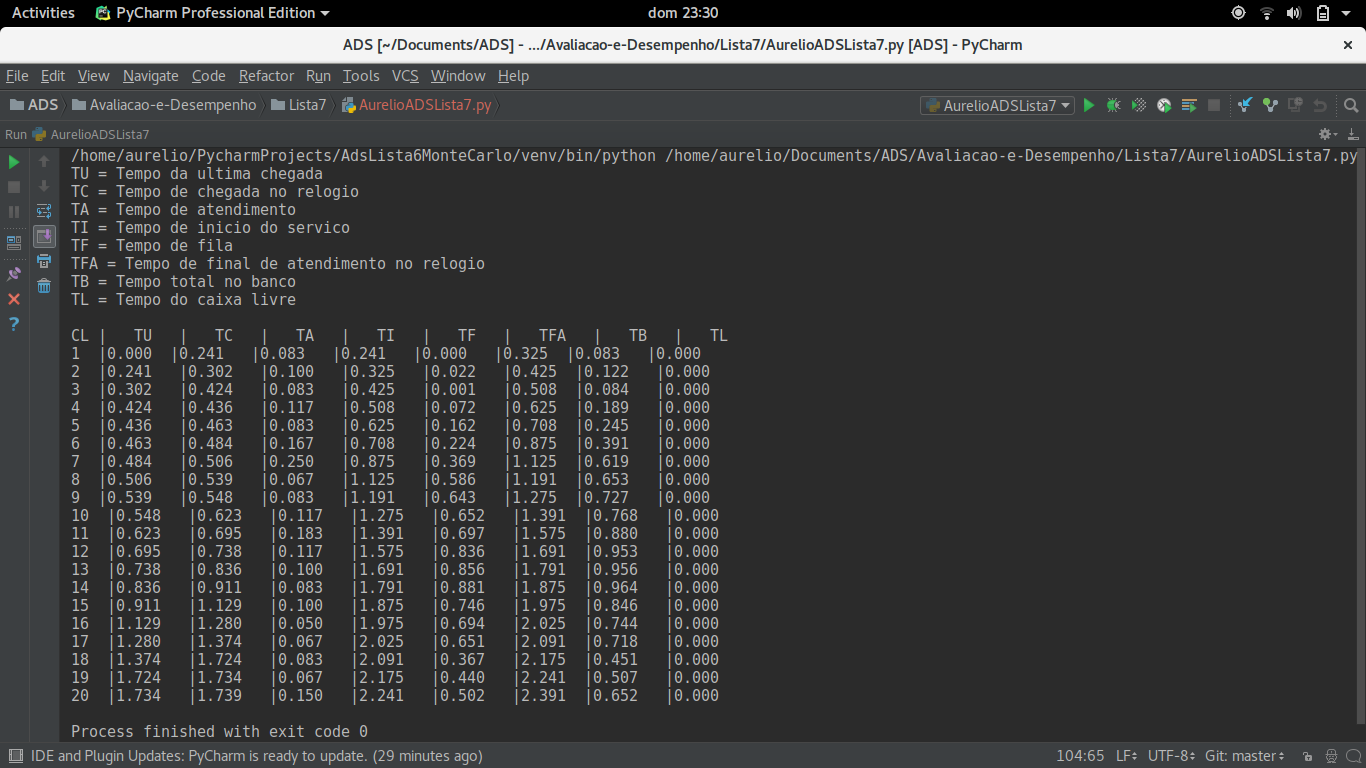 Activities PyCharm Professional Edition dom 23:30
ADS [~/Documents/ADS] - .../Avaliacao-e-Desempenho/Lista7/AurelioADSLista7.py [ADS] - PyCharm
File Edit View Navigate Code Refactor Run Tools VCS Window Help
ADS Avaliacao-e-Desempenho Lista7 AurelioADSLista7.py AurelioADSLista7
Run AurelioADSLista7
/home/aurelio/PycharmProjects/AdsLista6MonteCarlo/venv/bin/python /home/aurelio/Documents/ADS/Avaliacao-e-Desempenho/Lista7/AurelioADSLista7.py
TU = Tempo da ultima chegada
TC = Tempo de chegada no relogio
TA = Tempo de atendimento
TI = Tempo de inicio do servico
TF = Tempo de fila
TFA = Tempo de final de atendimento no relogio
TB = Tempo total no banco
TL = Tempo do caixa livre
CL | TU | TC | TA | TI | TF | TFA | TB | TL
1 |0.000 |0.241 |0.083 |0.241 |0.000 |0.325 |0.083 |0.000
2 |0.241 |0.302 |0.100 |0.325 |0.022 |0.425 |0.122 |0.000
3 |0.302 |0.424 |0.083 |0.425 |0.001 |0.508 |0.084 |0.000
4 |0.424 |0.436 |0.117 |0.508 |0.072 |0.625 |0.189 |0.000
5 |0.436 |0.463 |0.083 |0.625 |0.162 |0.708 |0.245 |0.000
6 |0.463 |0.484 |0.167 |0.708 |0.224 |0.875 |0.391 |0.000
7 |0.484 |0.506 |0.250 |0.875 |0.369 |1.125 |0.619 |0.000
8 |0.506 |0.539 |0.067 |1.125 |0.586 |1.191 |0.653 |0.000
9 |0.539 |0.548 |0.083 |1.191 |0.643 |1.275 |0.727 |0.000
10 |0.548 |0.623 |0.117 |1.275 |0.652 |1.391 |0.768 |0.000
11 |0.623 |0.695 |0.183 |1.391 |0.697 |1.575 |0.880 |0.000
12 |0.695 |0.738 |0.117 |1.575 |0.836 |1.691 |0.953 |0.000
13 |0.738 |0.836 |0.100 |1.691 |0.856 |1.791 |0.956 |0.000
14 |0.836 |0.911 |0.083 |1.791 |0.881 |1.875 |0.964 |0.000
15 |0.911 |1.129 |0.100 |1.875 |0.746 |1.975 |0.846 |0.000
16 |1.129 |1.280 |0.050 |1.975 |0.694 |2.025 |0.744 |0.000
17 |1.280 |1.374 |0.067 |2.025 |0.651 |2.091 |0.718 |0.000
18 |1.374 |1.724 |0.083 |2.091 |0.367 |2.175 |0.451 |0.000
19 |1.724 |1.734 |0.067 |2.175 |0.440 |2.241 |0.507 |0.000
20 |1.734 |1.739 |0.150 |2.241 |0.502 |2.391 |0.652 |0.000
Process finished with exit code 0
IDE and Plugin Updates: PyCharm is ready to update. (29 minutes ago) 104:65 LF UTF-8 Git: master